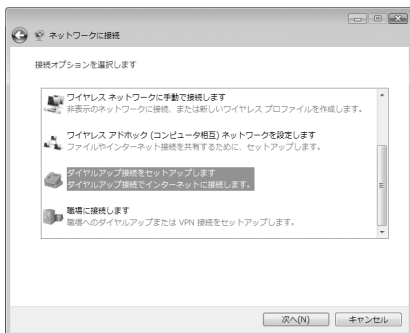 ネットワークに接続
接続オプションを選択します
ワイヤレス ネットワークに手動で接続します
非表示のネットワークに接続、または新しいワイヤレス プロファイルを作成します。
ワイヤレス アドホック (コンピュータ相互) ネットワークを設定します
ファイルやインターネット接続を共有するために、セットアップします。
ダイヤルアップ接続をセットアップします
ダイヤルアップ接続でインターネットに接続します。
職場に接続します
職場へのダイヤルアップまたは VPN 接続をセットアップします。
次へ(N)
キャンセル